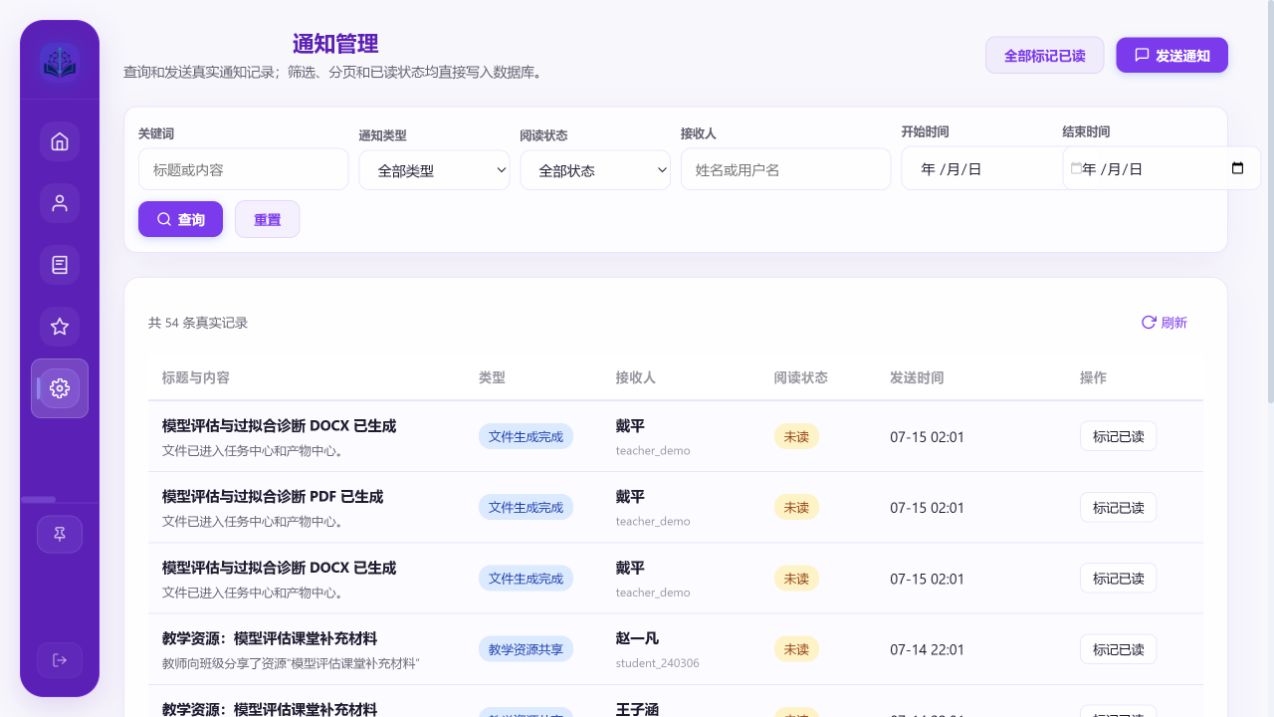 通知管理
查询和发送真实通知记录；筛选、分页和已读状态均直接写入数据库。
全部标记已读
发送通知
关键词
通知类型
阅读状态
接收人
开始时间
结束时间
标题或内容
全部类型
全部状态
姓名或用户名
年 /月/日
年 /月/日
查询
重置
共 54 条真实记录
刷新
标题与内容 类型 接收人 阅读状态 发送时间 操作
模型评估与过拟合诊断 DOCX 已生成
文件已进入任务中心和产物中心。
文件生成完成
戴平
teacher_demo
未读
07-15 02:01
标记已读
模型评估与过拟合诊断 PDF 已生成
文件已进入任务中心和产物中心。
文件生成完成
戴平
teacher_demo
未读
07-15 02:01
标记已读
模型评估与过拟合诊断 DOCX 已生成
文件已进入任务中心和产物中心。
文件生成完成
戴平
teacher_demo
未读
07-15 02:01
标记已读
教学资源：模型评估课堂补充材料
教师向班级分享了资源“模型评估课堂补充材料”
教学资源共享
赵一凡
student_240306
未读
07-14 22:01
标记已读
教学资源：模型评估课堂补充材料
王子涵